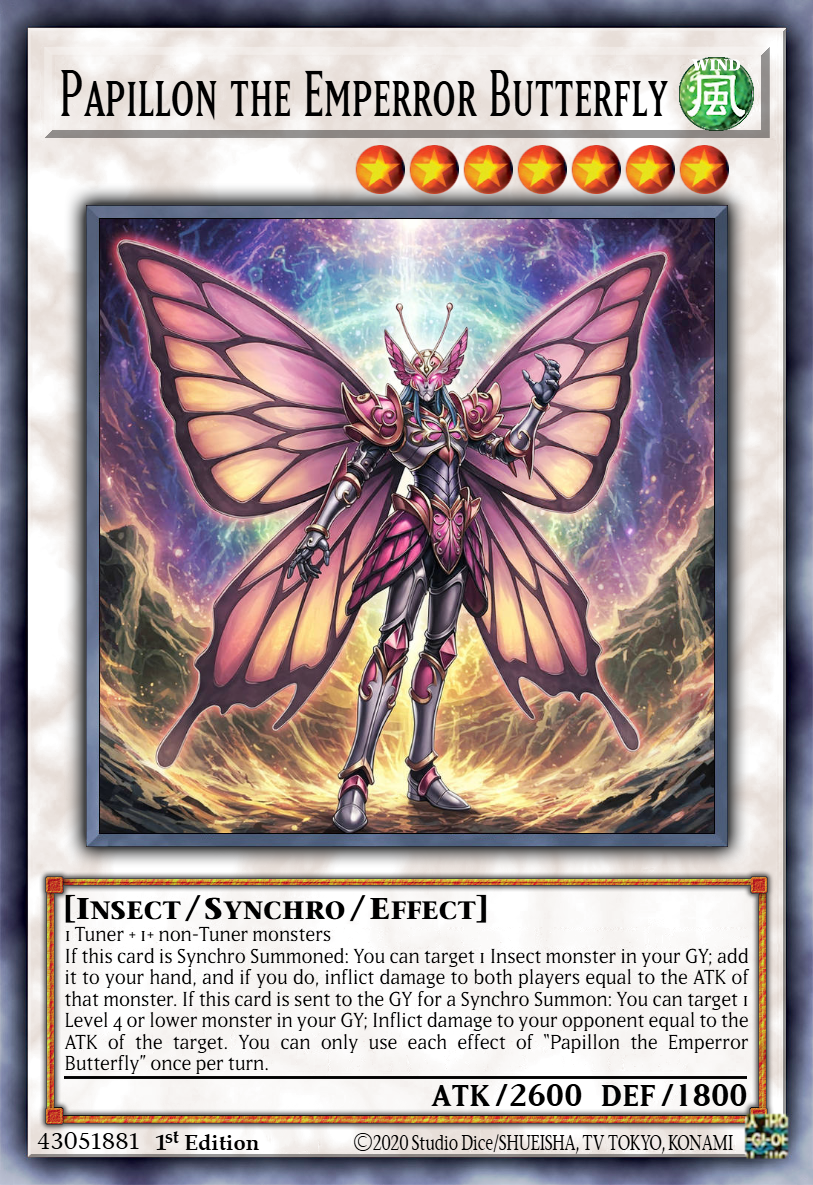 Papillon the Emperror Butterfly
WIND
風
[Insect/Synchro/Effect]
1 Tuner + 1+ non-Tuner monsters
If this card is Synchro Summoned: You can target 1 Insect monster in your GY; add
it to your hand, and if you do, inflict damage to both players equal to the ATK of
that monster. If this card is sent to the GY for a Synchro Summon: You can target 1
Level 4 or lower monster in your GY; Inflict damage to your opponent equal to the
ATK of the target. You can only use each effect of "Papillon the Emperror
Butterfly" once per turn.
ATK/2600 DEF/1800
43051881 1st Edition ©2020 Studio Dice/SHUEISHA, TV TOKYO, KONAMI